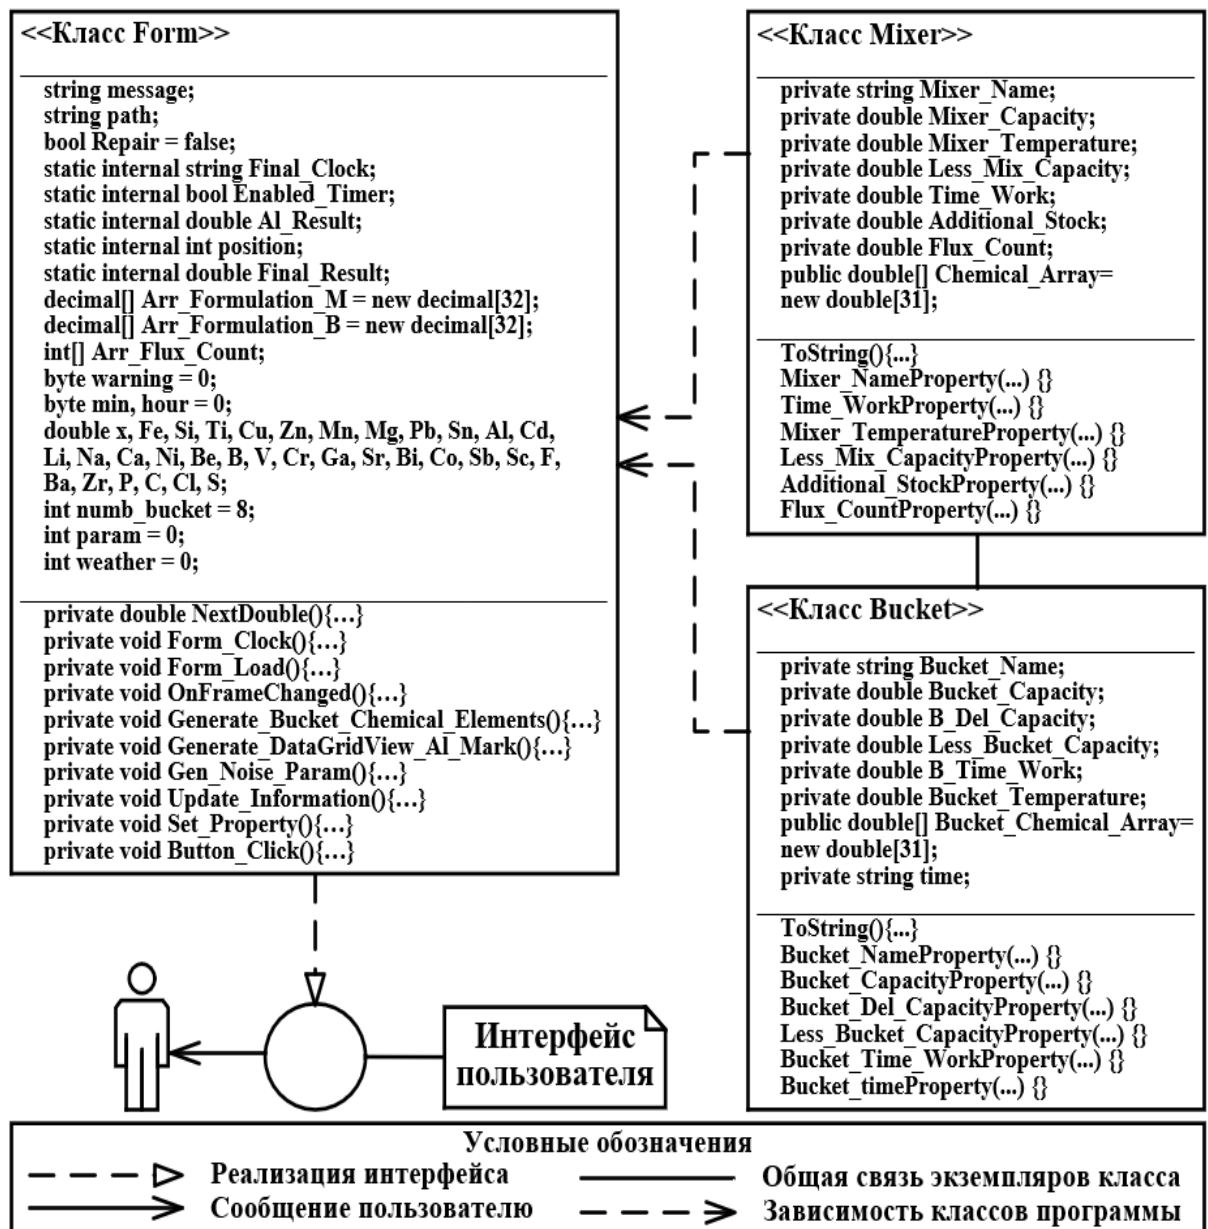 <<Класс Form>>
string message;
string path;
bool Repair = false;
static internal string Final_Clock;
static internal bool Enabled_Timer;
static internal double Al_Result;
static internal int position;
static internal double Final_Result;
decimal[] Arr_Formulation_M = new decimal[32];
decimal[] Arr_Formulation_B = new decimal[32];
int[] Arr_Flux_Count;
byte warning = 0;
byte min, hour = 0;
double x, Fe, Si, Ti, Cu, Zn, Mn, Mg, Pb, Sn, Al, Cd,
Li, Na, Ca, Ni, Be, B, V, Cr, Ga, Sr, Bi, Co, Sb, Sc, F,
Ba, Zr, P, C, Cl, S;
int numb_bucket = 8;
int param = 0;
int weather = 0;
private double NextDouble(){...}
private void Form_Clock(){...}
private void Form_Load(){...}
private void OnFrameChanged(){...}
private void Generate_Bucket_Chemical_Elements(){...}
private void Generate_DataGridView_Al_Mark(){...}
private void Gen_Noise_Param(){...}
private void Update_Information(){...}
private void Set_Property(){...}
private void Button_Click(){...}
<<Класс Mixer>>
private string Mixer_Name;
private double Mixer_Capacity;
private double Mixer_Temperature;
private double Less_Mix_Capacity;
private double Time_Work;
private double Additional_Stock;
private double Flux_Count;
public double[] Chemical_Array=
new double[31];
ToString(){...}
Mixer_NameProperty(...) {}
Time_WorkProperty(...) {}
Mixer_TemperatureProperty(...) {}
Less_Mix_CapacityProperty(...) {}
Additional_StockProperty(...) {}
Flux_CountProperty(...) {}
<<Класс Bucket>>
private string Bucket_Name;
private double Bucket_Capacity;
private double B_Del_Capacity;
private double Less_Bucket_Capacity;
private double B_Time_Work;
private double Bucket_Temperature;
public double[] Bucket_Chemical_Array=
new double[31];
private string time;
ToString(){...}
Bucket_NameProperty(...) {}
Bucket_CapacityProperty(...) {}
Bucket_Del_CapacityProperty(...) {}
Less_Bucket_CapacityProperty(...) {}
Bucket_Time_WorkProperty(...) {}
Bucket_timeProperty(...) {}
Интерфейс
пользователя
Условные обозначения
Реализация интерфейса
Сообщение пользователю
Общая связь экземпляров класса
Зависимость классов программы